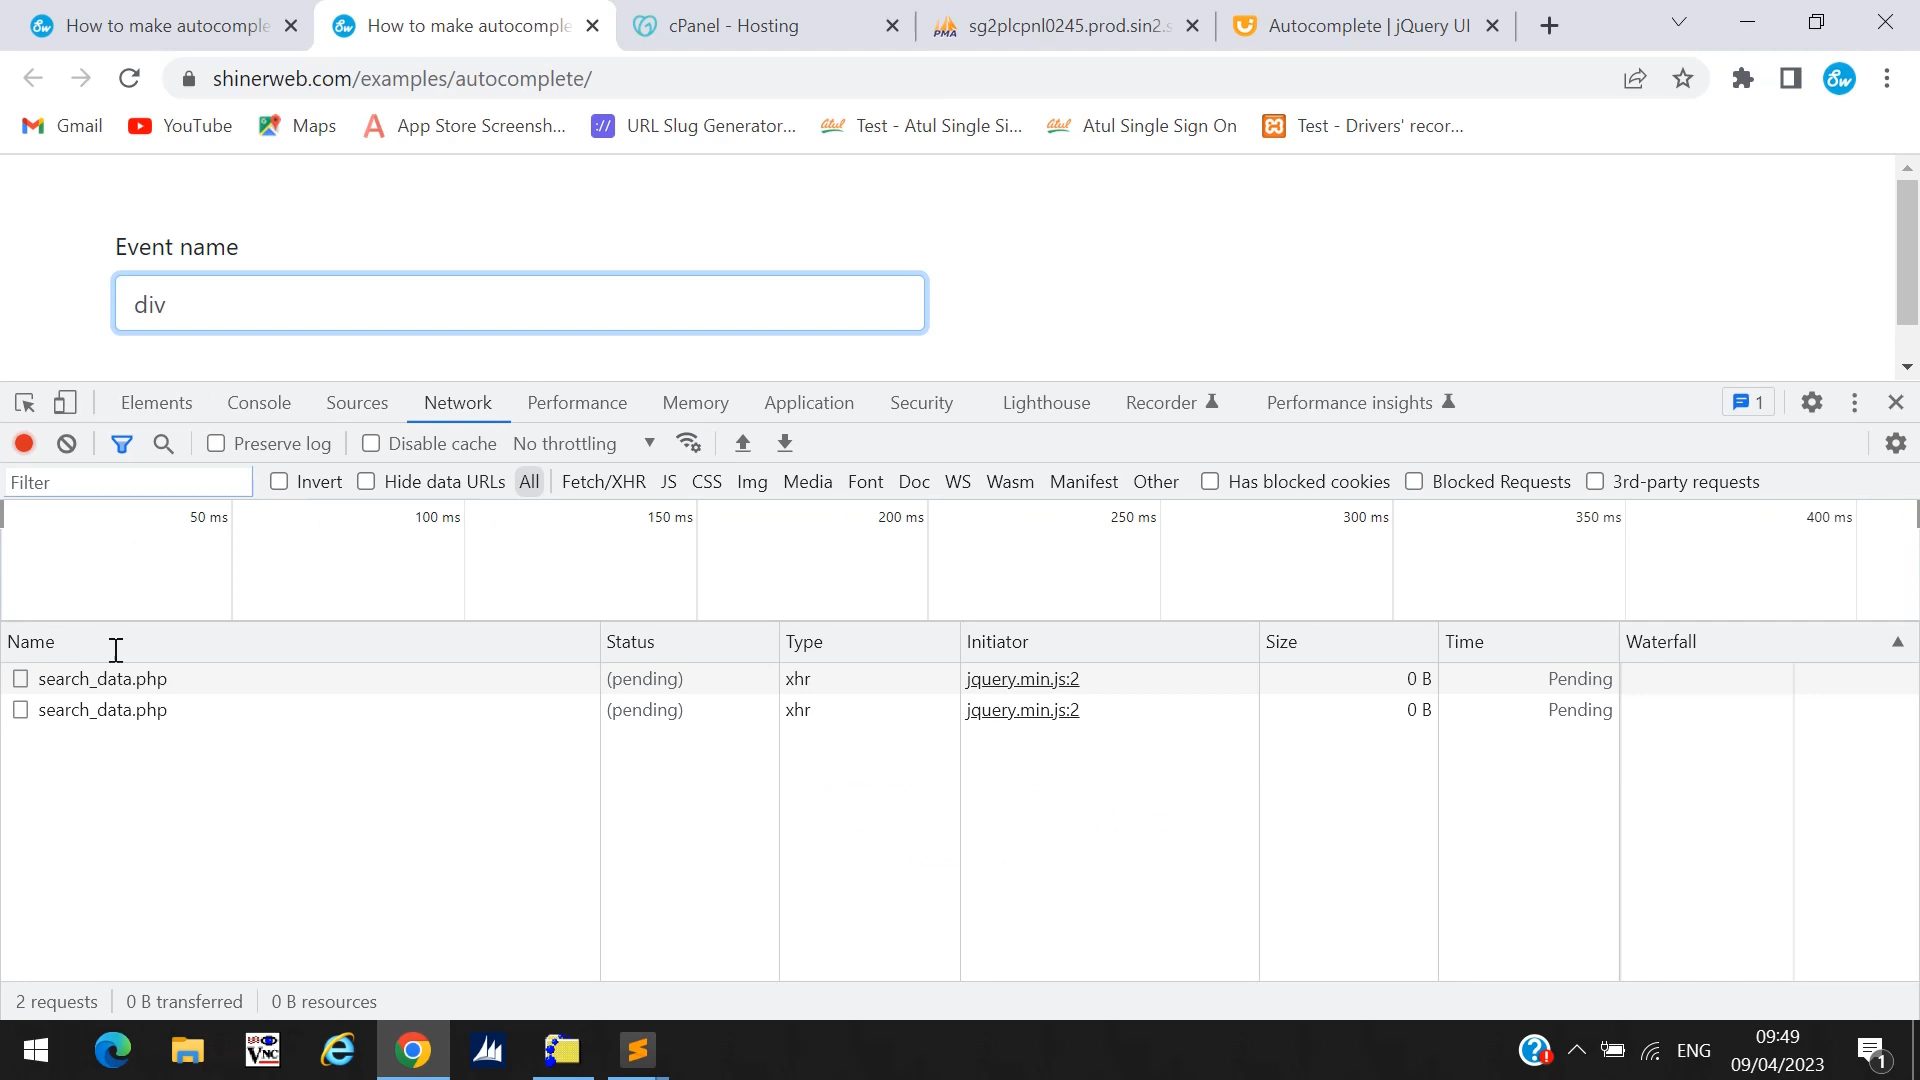 How to make autocomple
How to make autocomple
cPanel - Hosting
PMA
sg2plcpnl0245.prod.sin2.s
Autocomplete | jQuery UI
shinerweb.com/examples/autocomplete/
Sw
Gmail
YouTube
Maps
App Store Screensh...
URL Slug Generator...
Test - Atul Single Si...
Atul Single Sign On
Test - Drivers' recor...
Event name
div
Elements
Console
Sources
Network
Performance
Memory
Application
Security
Lighthouse
Recorder
Performance insights
1
Preserve log
Disable cache
No throttling
Filter
Invert
Hide data URLs
All
Fetch/XHR
JS
CSS
Img
Media
Font
Doc
WS
Wasm
Manifest
Other
Has blocked cookies
Blocked Requests
3rd-party requests
50 ms
100 ms
150 ms
200 ms
250 ms
300 ms
350 ms
400 ms
Name
Status
Type
Initiator
Size
Time
Waterfall
search_data.php
(pending)
xhr
jquery.min.js:2
0 B
Pending
search_data.php
(pending)
xhr
jquery.min.js:2
0 B
Pending
2 requests
0 B transferred
0 B resources
ENG
09:49
09/04/2023
1